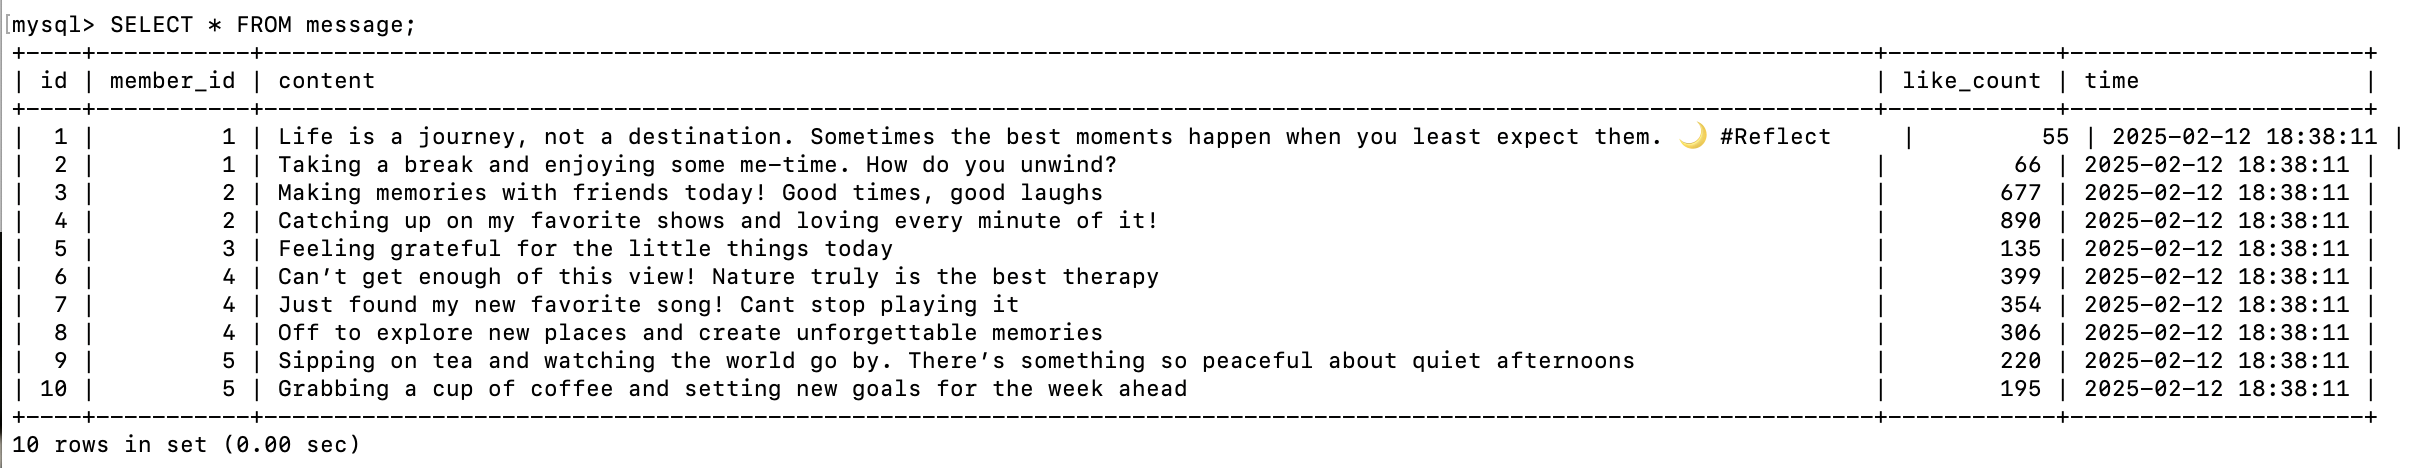 mysql> SELECT * FROM message;
+----+-----------+-------------------------------------------------------------------------------------------------------------------+------------+---------------------+
| id | member_id | content                                                                                                           | like_count | time                |
+----+-----------+-------------------------------------------------------------------------------------------------------------------+------------+---------------------+
|  1 |         1 | Life is a journey, not a destination. Sometimes the best moments happen when you least expect them. 🌙 #Reflect     |         55 | 2025-02-12 18:38:11 |
|  2 |         1 | Taking a break and enjoying some me-time. How do you unwind?                                                      |         66 | 2025-02-12 18:38:11 |
|  3 |         2 | Making memories with friends today! Good times, good laughs                                                       |        677 | 2025-02-12 18:38:11 |
|  4 |         2 | Catching up on my favorite shows and loving every minute of it!                                                   |        890 | 2025-02-12 18:38:11 |
|  5 |         3 | Feeling grateful for the little things today                                                                      |        135 | 2025-02-12 18:38:11 |
|  6 |         4 | Can’t get enough of this view! Nature truly is the best therapy                                                   |        399 | 2025-02-12 18:38:11 |
|  7 |         4 | Just found my new favorite song! Cant stop playing it                                                             |        354 | 2025-02-12 18:38:11 |
|  8 |         4 | Off to explore new places and create unforgettable memories                                                       |        306 | 2025-02-12 18:38:11 |
|  9 |         5 | Sipping on tea and watching the world go by. There’s something so peaceful about quiet afternoons                 |        220 | 2025-02-12 18:38:11 |
| 10 |         5 | Grabbing a cup of coffee and setting new goals for the week ahead                                                 |        195 | 2025-02-12 18:38:11 |
+----+-----------+-------------------------------------------------------------------------------------------------------------------+------------+---------------------+
10 rows in set (0.00 sec)